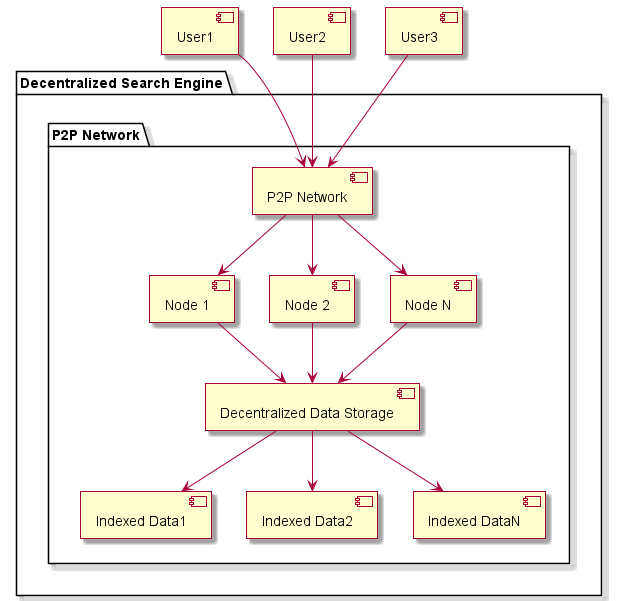 User1
User2
User3
Decentralized Search Engine
P2P Network
P2P Network
Node 1
Node 2
Node N
Decentralized Data Storage
Indexed Data1
Indexed Data2
Indexed DataN